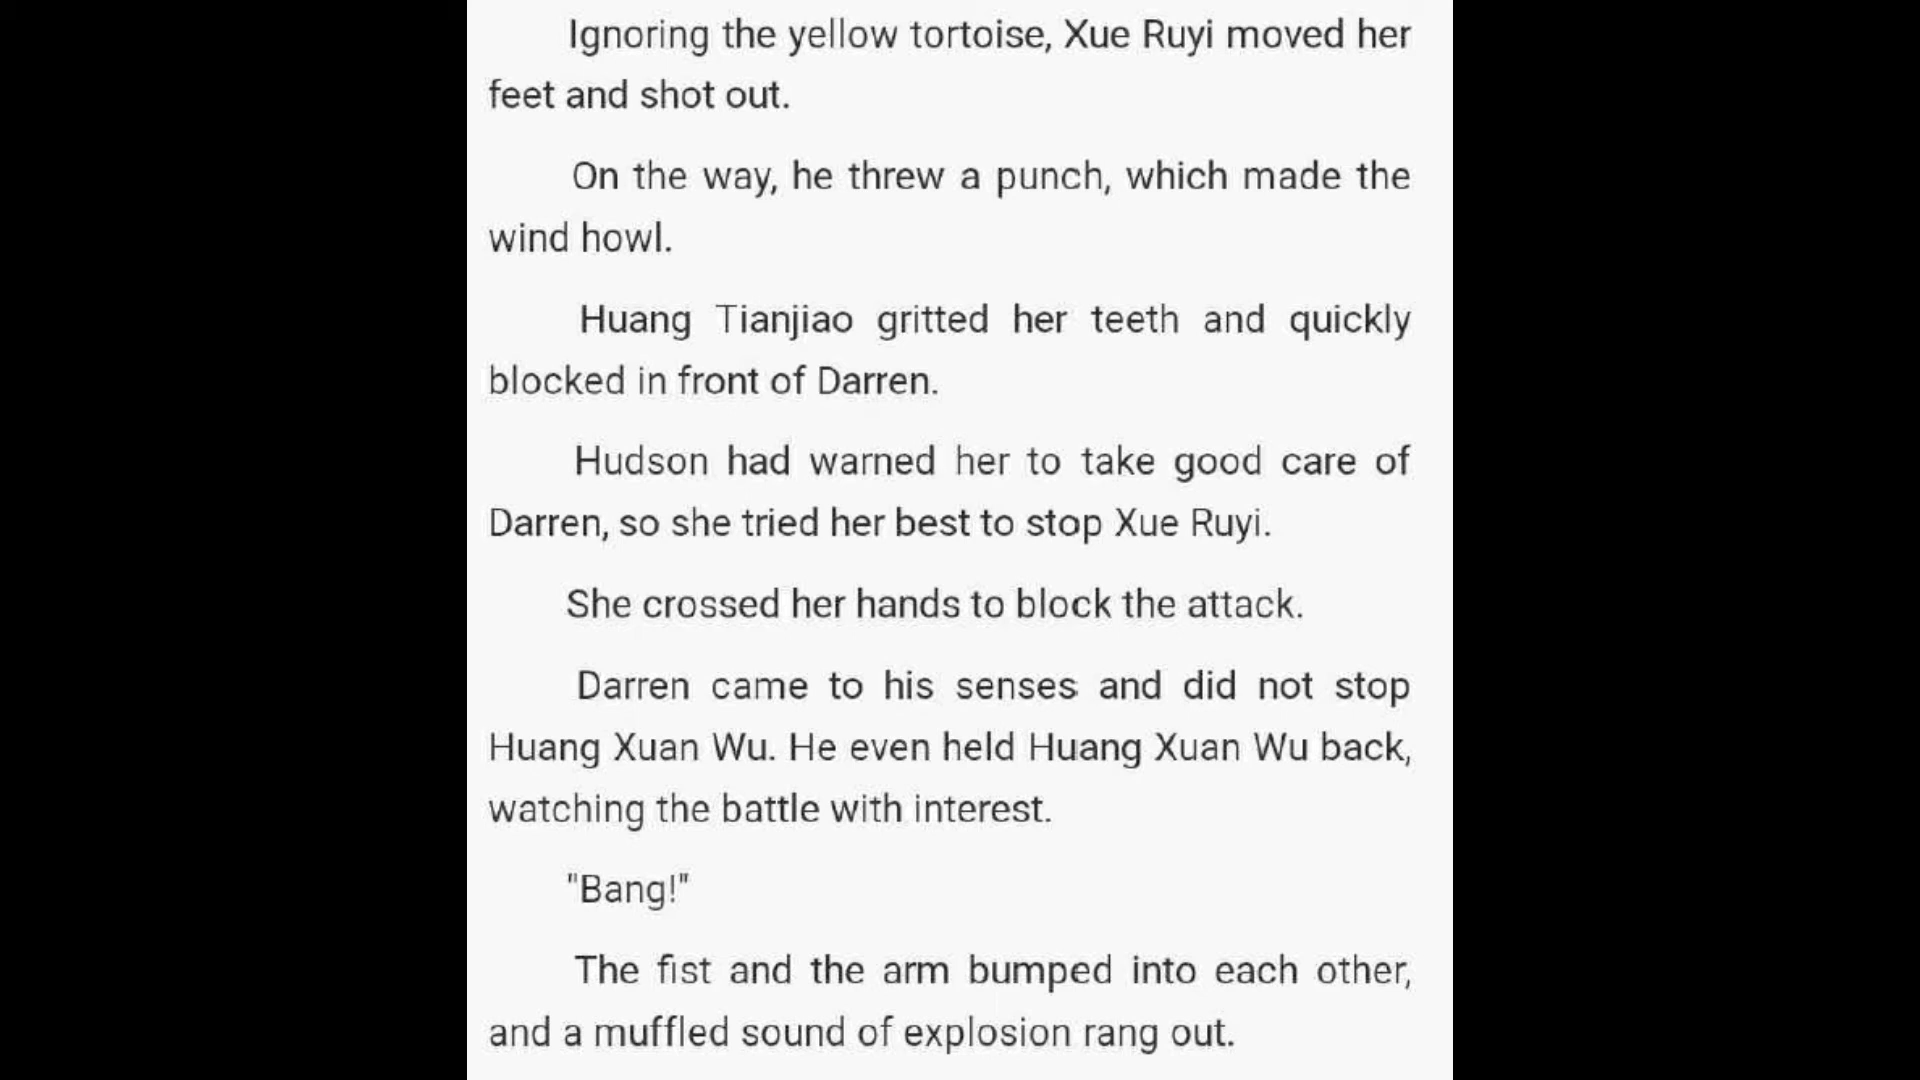 Ignoring the yellow tortoise, Xue Ruyi moved her
feet and shot out.
On the way, he threw a punch, which made the
wind howl.
Huang Tianjiao gritted her teeth and quickly
blocked in front of Darren.
Hudson had warned her to take good care of
Darren, so she tried her best to stop Xue Ruyi.
She crossed her hands to block the attack.
Darren came to his senses and did not stop
Huang Xuan Wu. He even held Huang Xuan Wu back,
watching the battle with interest.
"Bang!"
The fist and the arm bumped into each other,
and a muffled sound of explosion rang out.